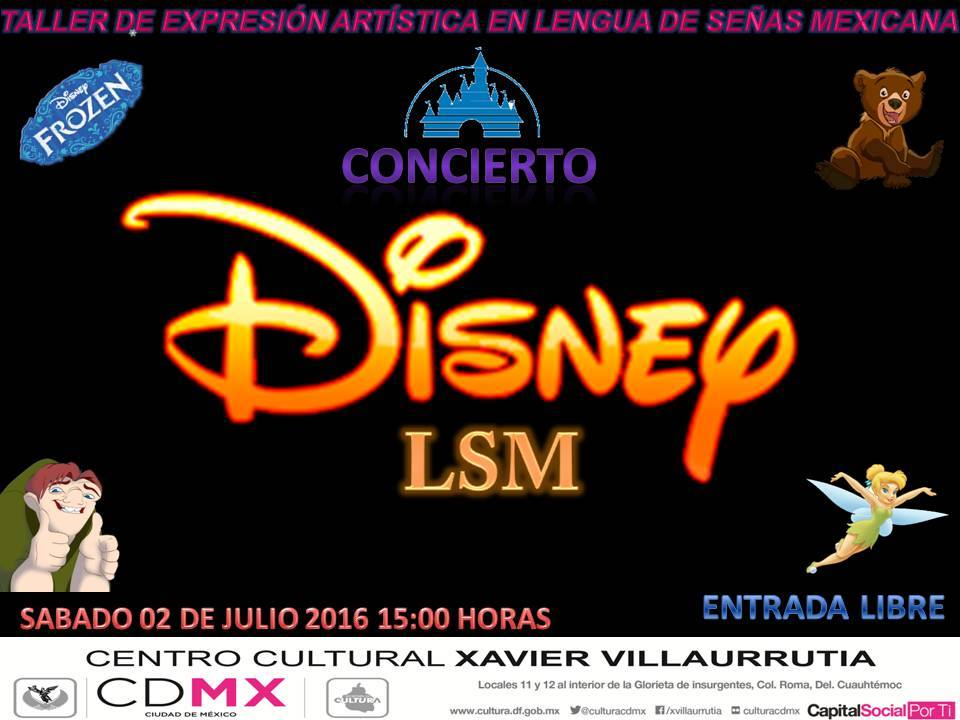 TALLER DE EXPRESIÓN ARTÍSTICA EN LENGUA DE SEÑAS MEXICANA
Disney
FROZEN
CONCIERTO
DISNEY
LSM
SABADO 02 DE JULIO 2016 15:00 HORAS
ENTRADA LIBRE
CENTRO CULTURAL XAVIER VILLAURRUTIA
CDMX
CIUDAD DE MÉXICO
CULTURA
Locales 11 y 12 al interior de la Glorieta de insurgentes, Col. Roma, Del. Cuauhtémoc
www.cultura.df.gob.mx @culturacdmx /xvillaurrutia culturacdmx CapitalSocial Por Ti